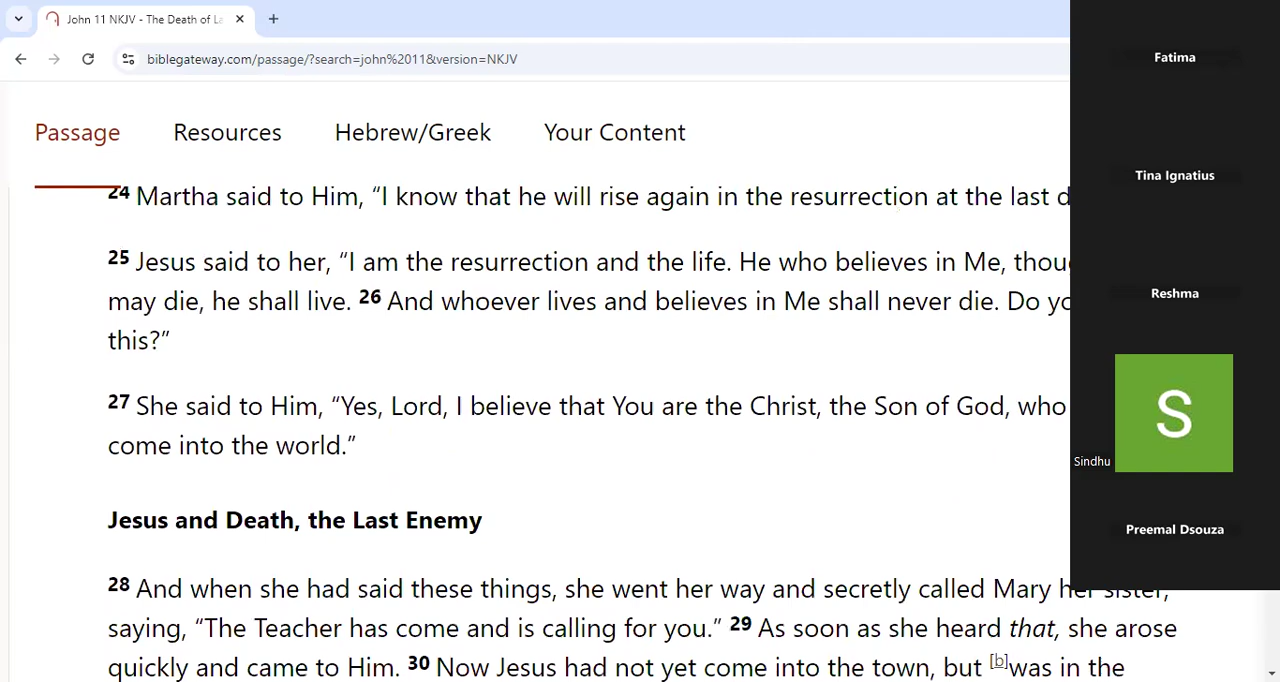 John 11 NKJV - The Death of La
biblegateway.com/passage/?search=john%2011&version=NKJV
Passage Resources Hebrew/Greek Your Content
24 Martha said to Him, “I know that he will rise again in the resurrection at the last d
25 Jesus said to her, “I am the resurrection and the life. He who believes in Me, thou
may die, he shall live. 26 And whoever lives and believes in Me shall never die. Do yo
this?”
27 She said to Him, “Yes, Lord, I believe that You are the Christ, the Son of God, who
come into the world.”
Jesus and Death, the Last Enemy
28 And when she had said these things, she went her way and secretly called Mary her sister,
saying, “The Teacher has come and is calling for you.” 29 As soon as she heard that, she arose
quickly and came to Him. 30 Now Jesus had not yet come into the town, but [b]was in the
Fatima
Tina Ignatius
Reshma
S
Sindhu
Preemal Dsouza